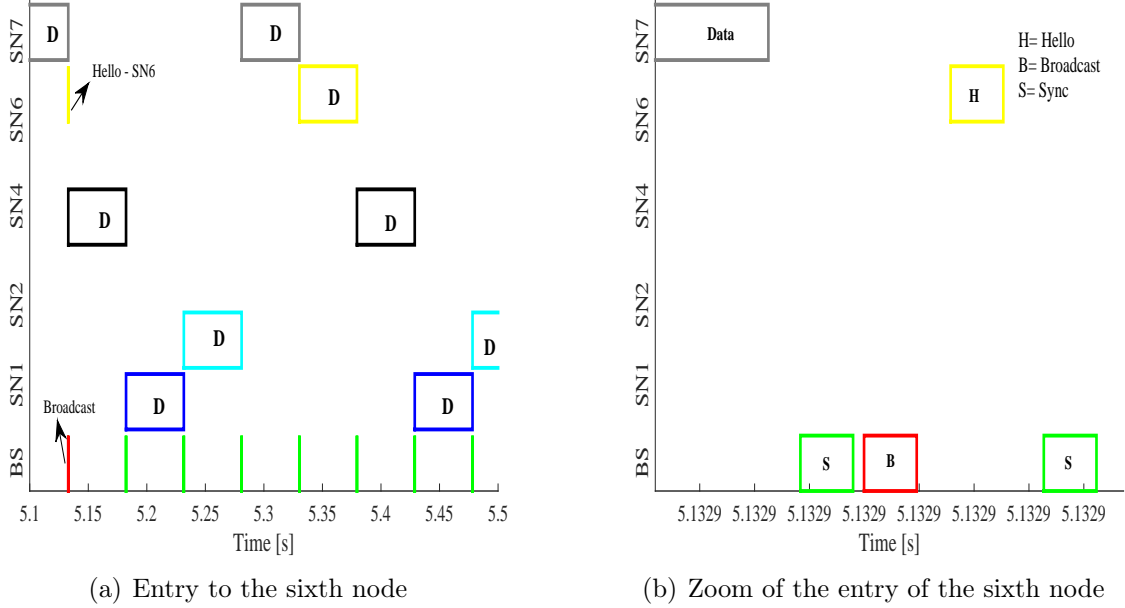 SN7
SN6
SN4
SN2
SN1
BS
D
D
Hello - SN6
D
D
D
D
D
D
D
Broadcast
5.1 5.15 5.2 5.25 5.3 5.35 5.4 5.45 5.5
Time [s]
(a) Entry to the sixth node
SN7
SN6
SN4
SN2
SN1
BS
Data
H= Hello
B= Broadcast
S= Sync
H
S
B
S
5.1329 5.1329 5.1329 5.1329 5.1329 5.1329 5.1329 5.1329
Time [s]
(b) Zoom of the entry of the sixth node